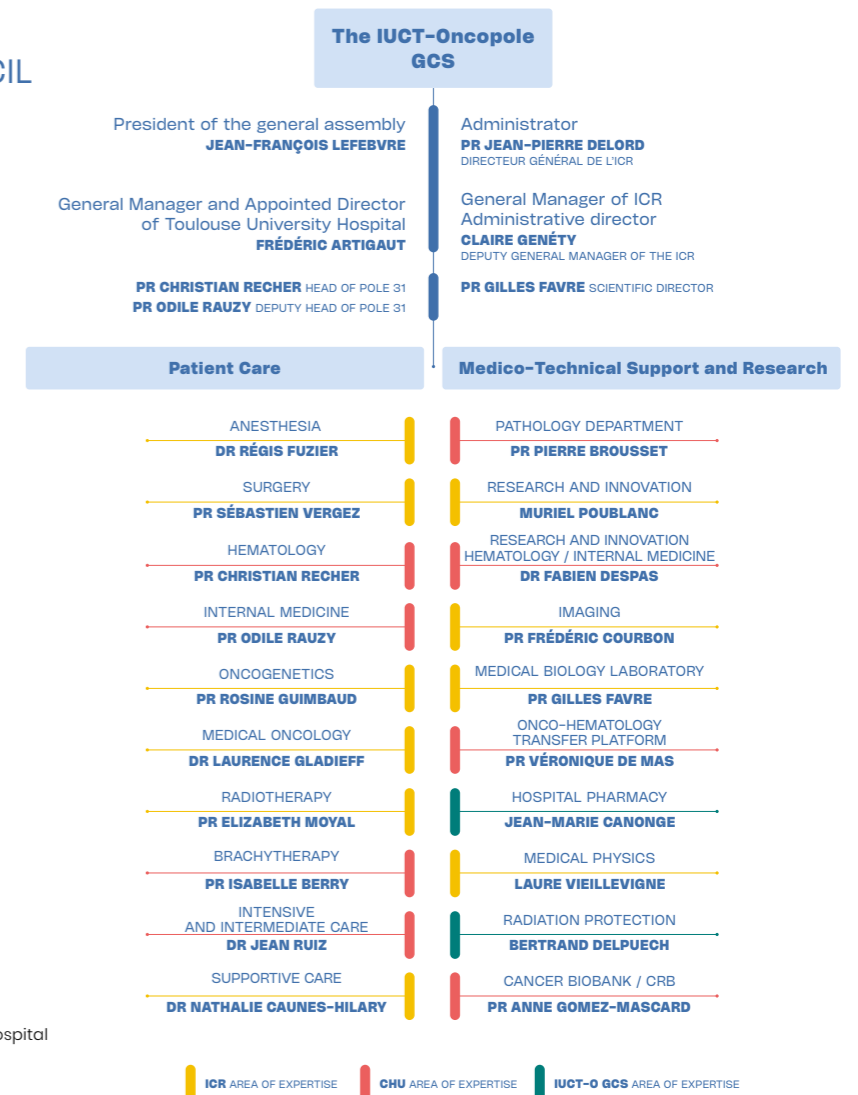 CIL
The IUCT-Oncopole
GCS
President of the general assembly
JEAN-FRANÇOIS LEFEBVRE
Administrator
PR JEAN-PIERRE DELORD
DIRECTEUR GÉNÉRAL DE L'ICR
General Manager and Appointed Director
of Toulouse University Hospital
FRÉDÉRIC ARTIGAUT
General Manager of ICR
Administrative director
CLAIRE GENÉTY
DEPUTY GENERAL MANAGER OF THE ICR
PR CHRISTIAN RECHER HEAD OF POLE 31
PR ODILE RAUZY DEPUTY HEAD OF POLE 31
PR GILLES FAVRE SCIENTIFIC DIRECTOR
Patient Care
ANESTHESIA
DR RÉGIS FUZIER
SURGERY
PR SÉBASTIEN VERGEZ
HEMATOLOGY
PR CHRISTIAN RECHER
INTERNAL MEDICINE
PR ODILE RAUZY
ONCOGENETICS
PR ROSINE GUIMBAUD
MEDICAL ONCOLOGY
DR LAURENCE GLADIEFF
RADIOTHERAPY
PR ELIZABETH MOYAL
BRACHYTHERAPY
PR ISABELLE BERRY
INTENSIVE
AND INTERMEDIATE CARE
DR JEAN RUIZ
SUPPORTIVE CARE
DR NATHALIE CAUNES-HILARY
Medico-Technical Support and Research
PATHOLOGY DEPARTMENT
PR PIERRE BROUSSET
RESEARCH AND INNOVATION
MURIEL POUBLANC
RESEARCH AND INNOVATION
HEMATOLOGY / INTERNAL MEDICINE
DR FABIEN DESPAS
IMAGING
PR FRÉDÉRIC COURBON
MEDICAL BIOLOGY LABORATORY
PR GILLES FAVRE
ONCO-HEMATOLOGY
TRANSFER PLATFORM
PR VÉRONIQUE DE MAS
HOSPITAL PHARMACY
JEAN-MARIE CANONGE
MEDICAL PHYSICS
LAURE VIEILLEVIGNE
RADIATION PROTECTION
BERTRAND DELPUECH
CANCER BIOBANK / CRB
PR ANNE GOMEZ-MASCARD
ospital
ICR AREA OF EXPERTISE
CHU AREA OF EXPERTISE
IUCT-O GCS AREA OF EXPERTISE